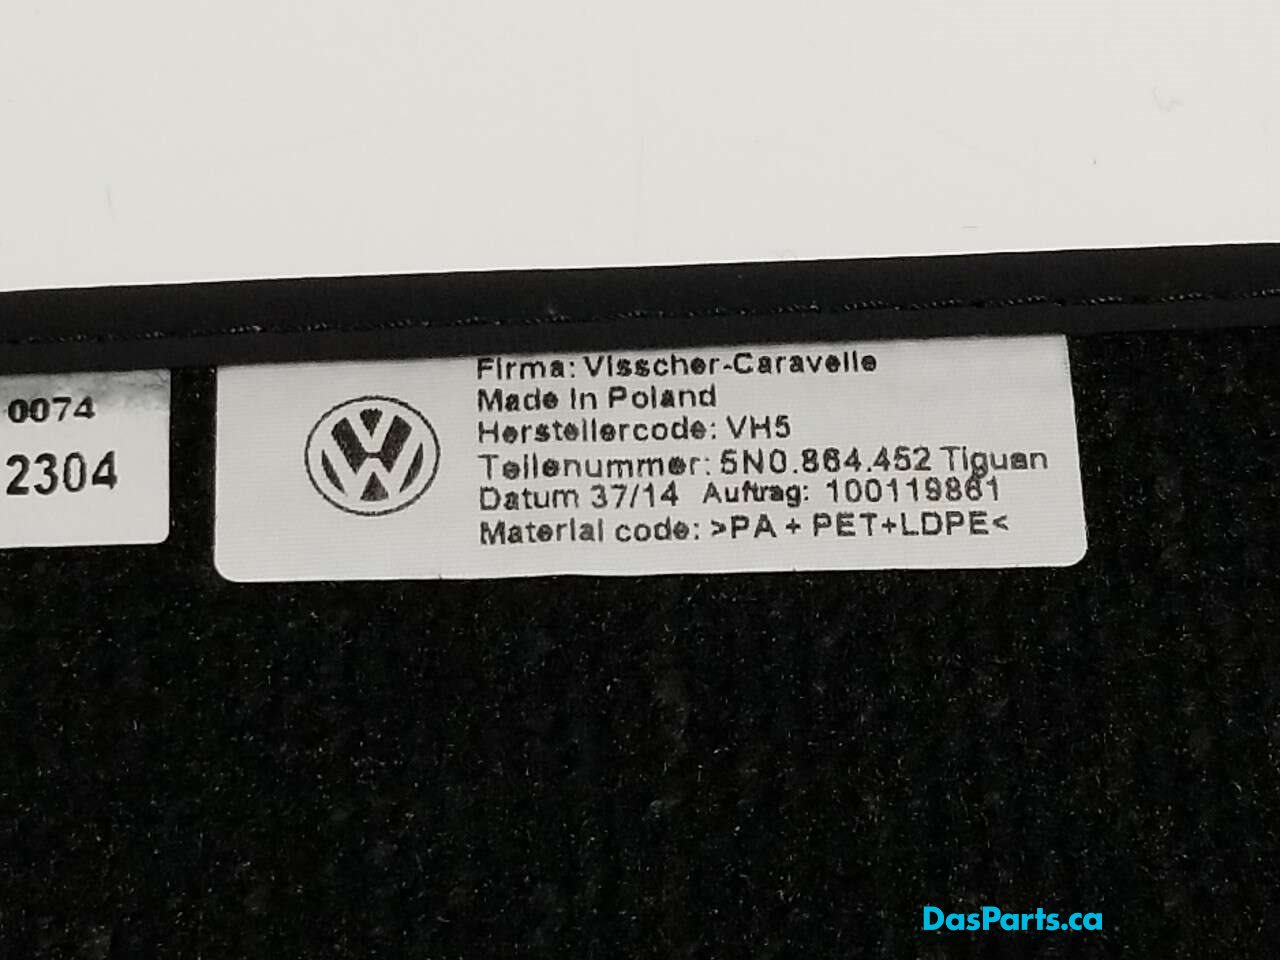 0074
2304
Firma: Visscher-Caravelle
Made in Poland
Herstellercode: VH5
Teilenummer: 5N0.864.452 Tiguan
Datum 37/14 Auftrag: 100119861
Material code: >PA + PET+LDPE<
DasParts.ca